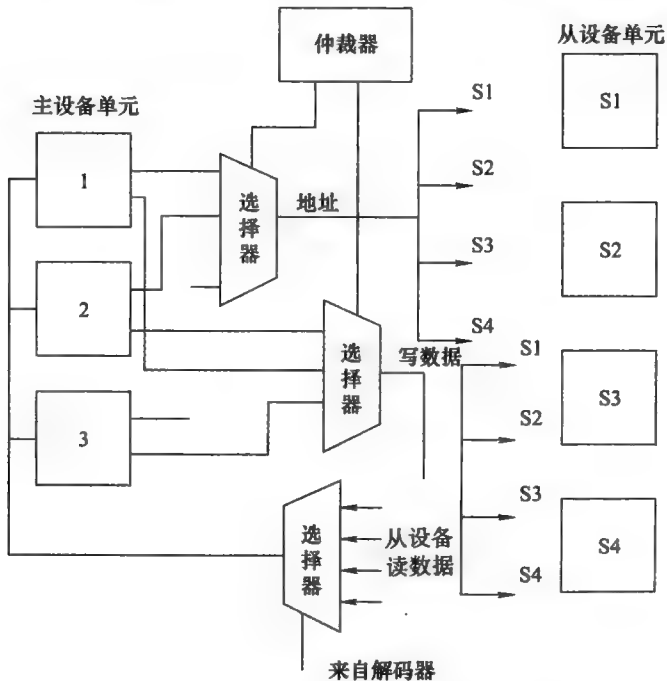 仲裁器
从设备单元
主设备单元
S1
S1
1
选择器
地址
S2
S2
2
S3
S4
写数据
S1
选择器
S3
3
S2
选择器
从设备
读数据
S3
S4
S4
来自解码器